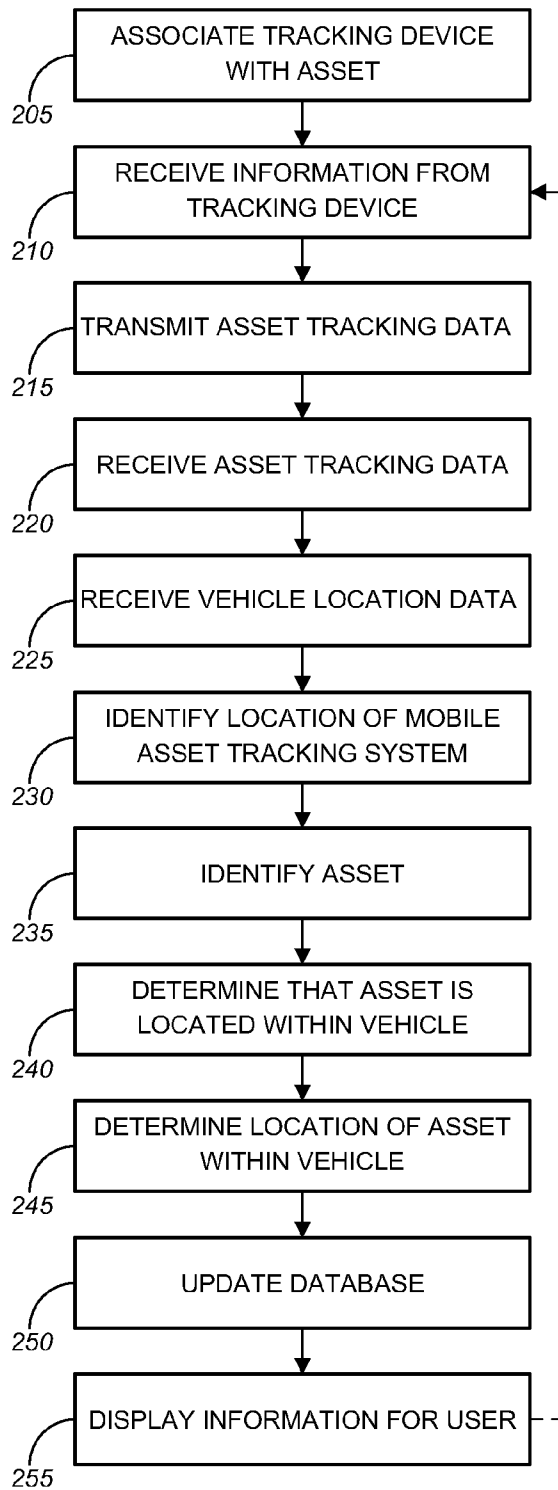 ASSOCIATE TRACKING DEVICE
WITH ASSET
205
RECEIVE INFORMATION FROM
TRACKING DEVICE
210
TRANSMIT ASSET TRACKING DATA
215
RECEIVE ASSET TRACKING DATA
220
RECEIVE VEHICLE LOCATION DATA
225
IDENTIFY LOCATION OF MOBILE
ASSET TRACKING SYSTEM
230
IDENTIFY ASSET
235
DETERMINE THAT ASSET IS
LOCATED WITHIN VEHICLE
240
DETERMINE LOCATION OF ASSET
WITHIN VEHICLE
245
UPDATE DATABASE
250
DISPLAY INFORMATION FOR USER
255